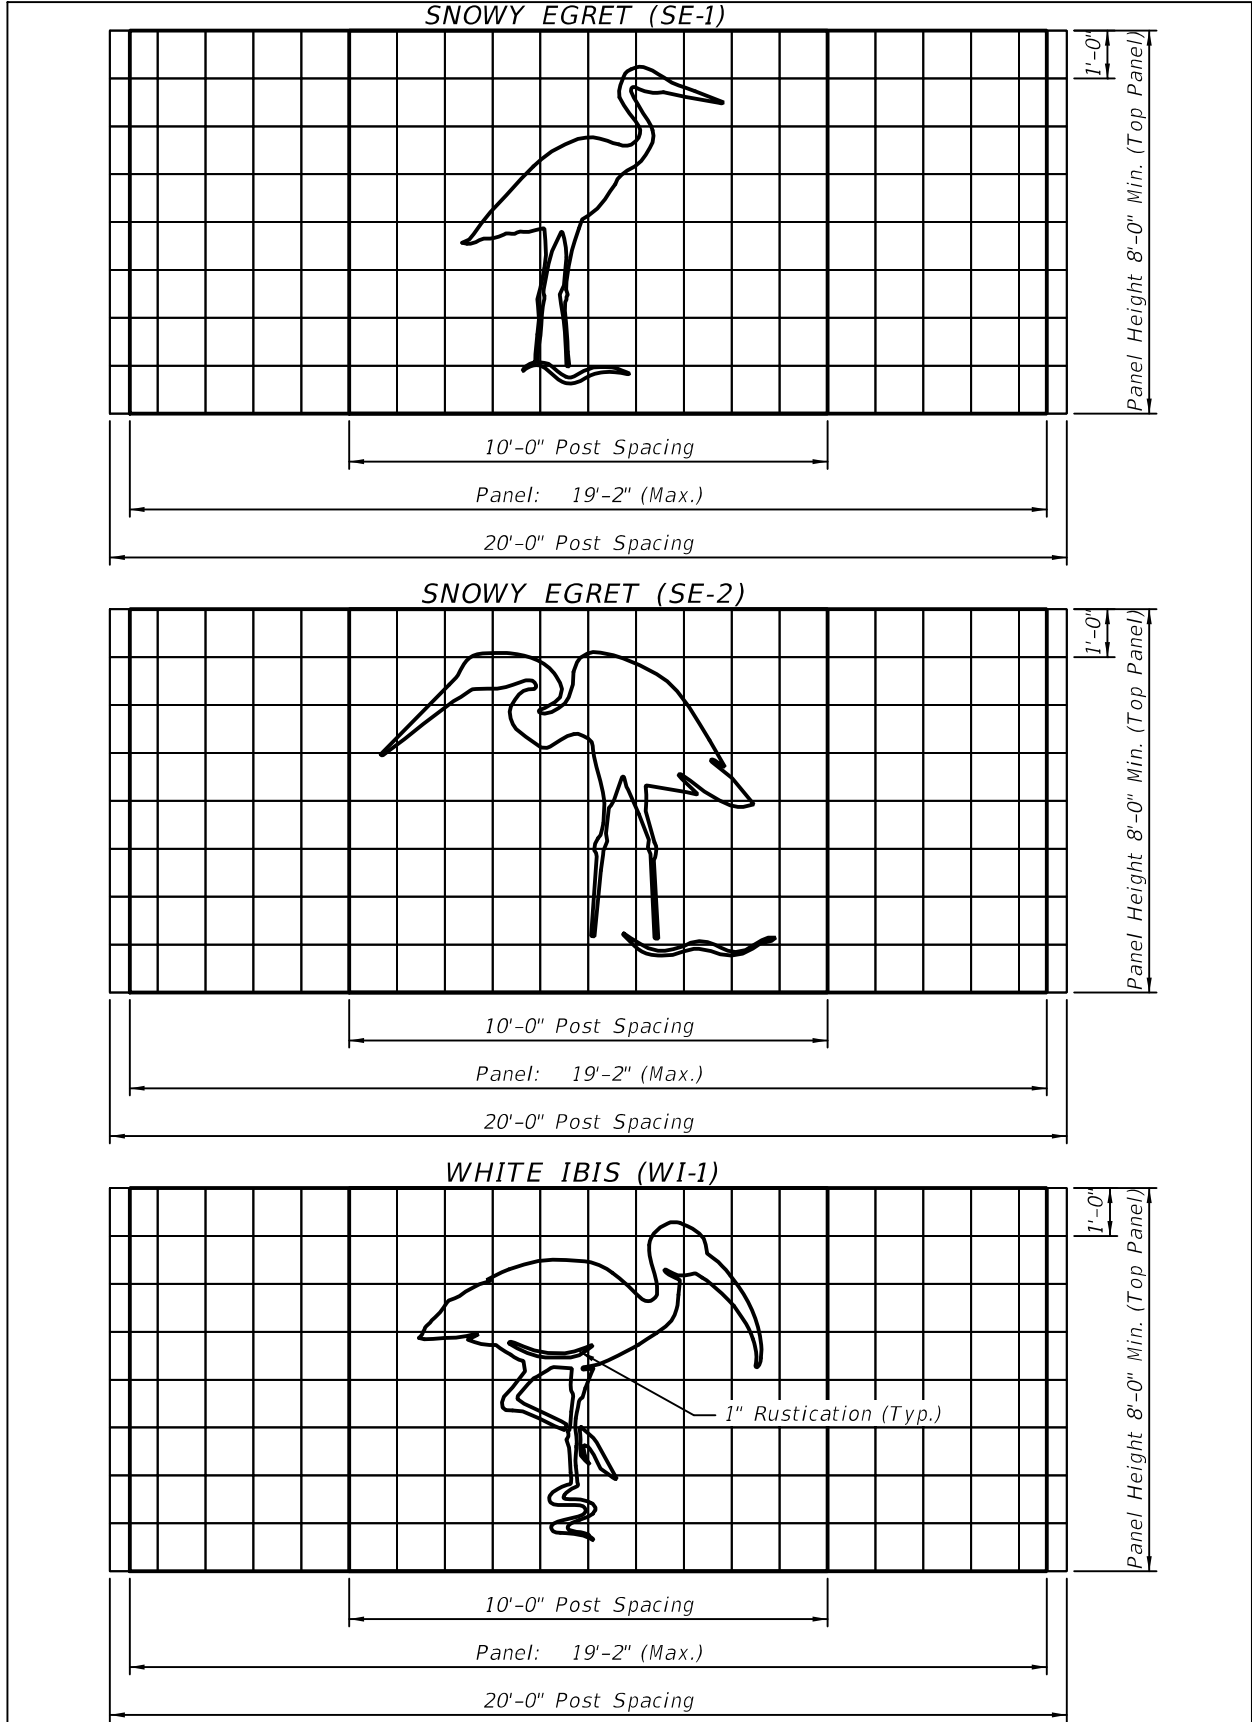 SNOWY EGRET (SE-1)
1'-0"
Panel Height 8'-0" Min. (Top Panel)
10'-0" Post Spacing
Panel: 19'-2" (Max.)
20'-0" Post Spacing
SNOWY EGRET (SE-2)
1'-0"
Panel Height 8'-0" Min. (Top Panel)
10'-0" Post Spacing
Panel: 19'-2" (Max.)
20'-0" Post Spacing
WHITE IBIS (WI-1)
1'-0"
Panel Height 8'-0" Min. (Top Panel)
1" Rustication (Typ.)
10'-0" Post Spacing
Panel: 19'-2" (Max.)
20'-0" Post Spacing